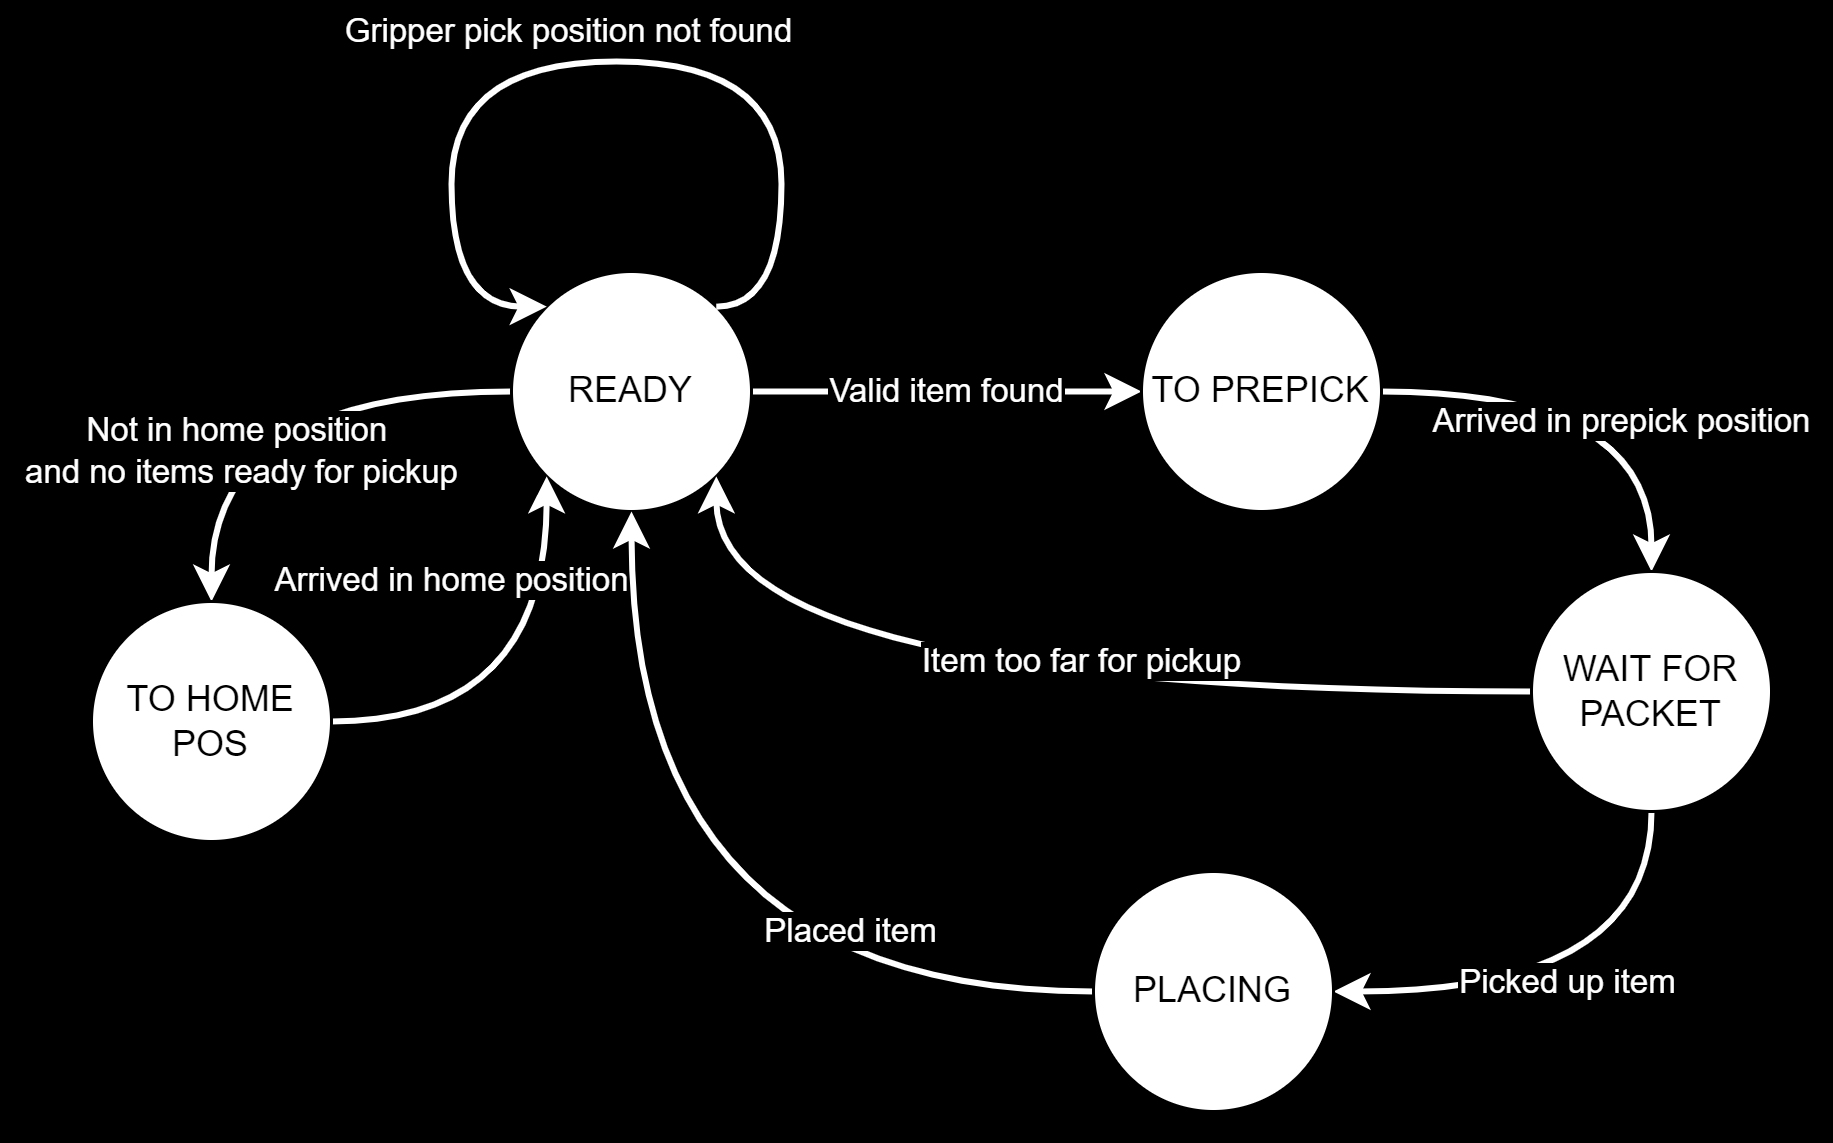 Gripper pick position not found
READY
Valid item found
TO PREPICK
Arrived in prepick position
Not in home position
and no items ready for pickup
Arrived in home position
Item too far for pickup
WAIT FOR
PACKET
TO HOME
POS
Placed item
PLACING
Picked up item